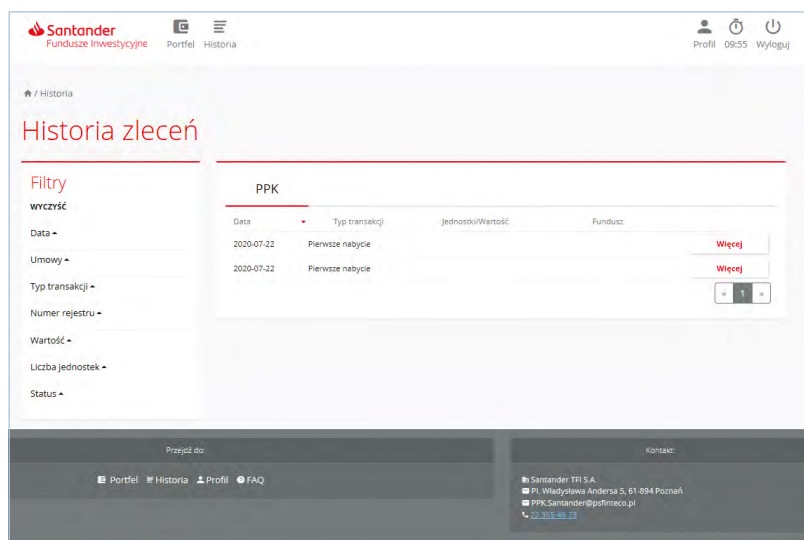 Santander
Fundusze Inwestycyjne
Portfel Historia
Profil 09:55 Wyloguj
/ Historia
Historia zleceń
Filtry
WYCZYŚĆ
Data
Umowy
Typ transakcji
Numer rejestru
Wartość
Liczba jednostek
Status
PPK
Data Typ transakcji Jednostki/Wartość Fundusz
2020-07-22 Pierwsze nabycie Więcej
2020-07-22 Pierwsze nabycie Więcej
« 1 »
Przejdź do:
Portfel Historia Profil FAQ
Kontakt:
Santander TFI S.A.
Pl. Władysława Andersa 5, 61-894 Poznań
PPK.Santander@psfinteco.pl
22 355 46 73